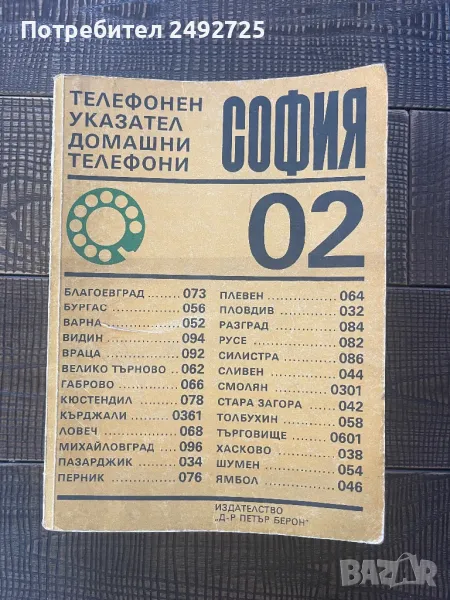 Потребител 2492725
ТЕЛЕФОНЕН
УКАЗАТЕЛ
ДОМАШНИ
ТЕЛЕФОНИ
СОФИЯ
02
БЛАГОЕВГРАД ....... 073
БУРГАС ................ 056
ВАРНА .................. 052
ВИДИН ................. 094
ВРАЦА .................. 092
ВЕЛИКО ТЪРНОВО .. 062
ГАБРОВО .............. 066
КЮСТЕНДИЛ ......... 078
КЪРДЖАЛИ ......... 0361
ЛОВЕЧ .................. 068
МИХАЙЛОВГРАД ... 096
ПАЗАРДЖИК ......... 034
ПЕРНИК ................ 076
ПЛЕВЕН ................ 064
ПЛОВДИВ ............. 032
РАЗГРАД ............... 084
РУСЕ .................... 082
СИЛИСТРА ............ 086
СЛИВЕН ................ 044
СМОЛЯН ............. 0301
СТАРА ЗАГОРА ...... 042
ТОЛБУХИН ............ 058
ТЪРГОВИЩЕ ........ 0601
ХАСКОВО .............. 038
ШУМЕН ................ 054
ЯМБОЛ ................. 046
ИЗДАТЕЛСТВО
„Д-Р ПЕТЪР БЕРОН"
BAZAR